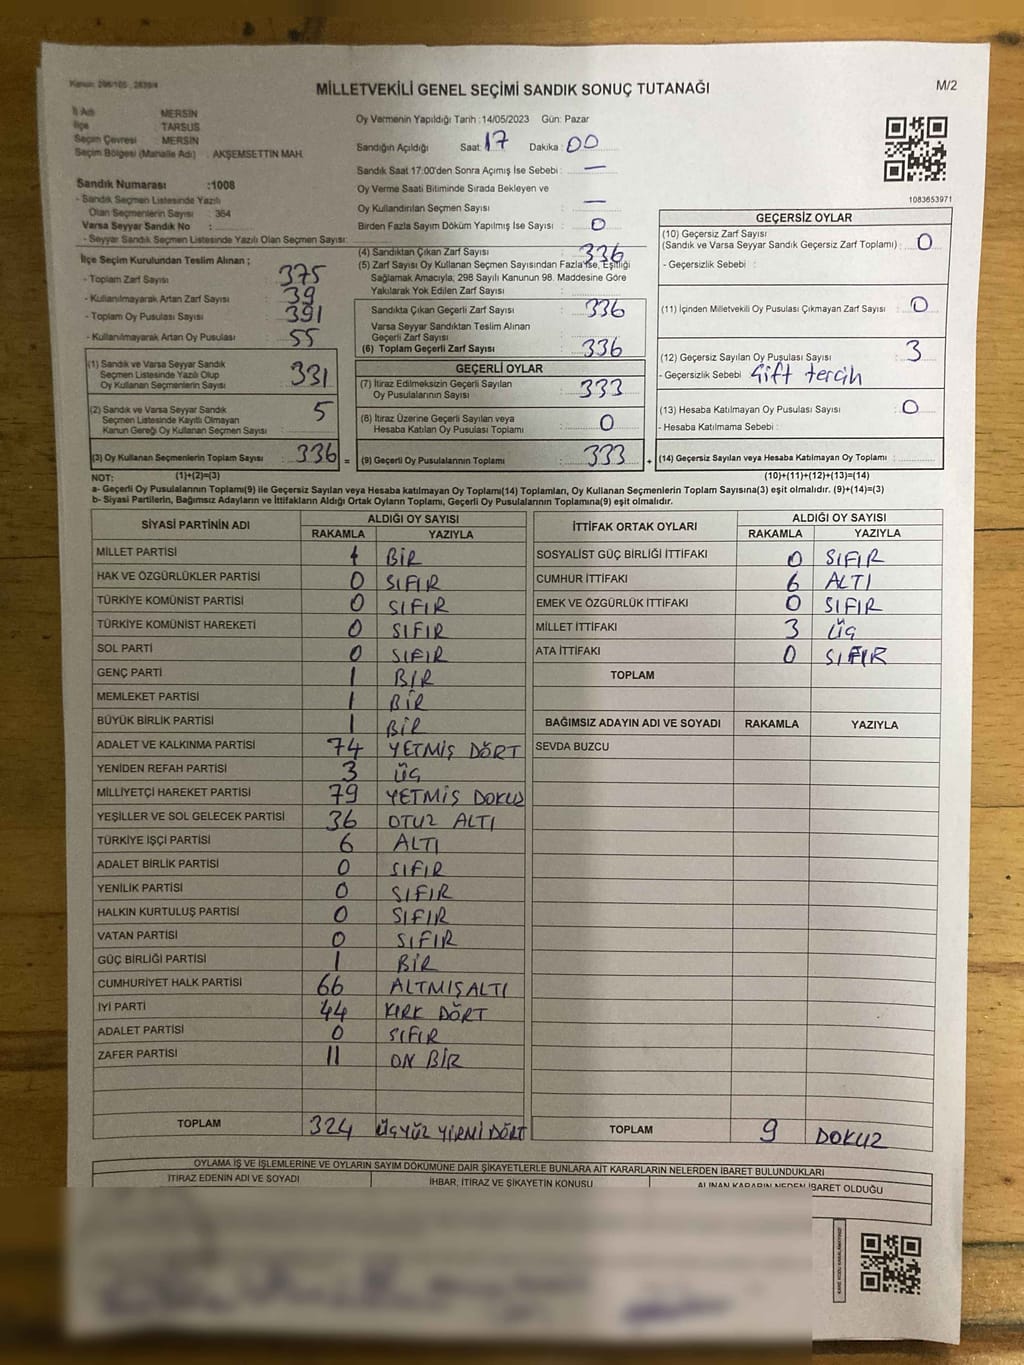 MİLLETVEKİLİ GENEL SEÇİMİ SANDIK SONUÇ TUTANAĞI
M/2
İl Adı : MERSİN
İlçe : TARSUS
Seçim Çevresi : MERSİN
Seçim Bölgesi (Mahalle Adı) : AKŞEMSETTİN MAH.
Sandık Numarası :1008
- Sandık Seçmen Listesinde Yazılı
Olan Seçmenlerin Sayısı : 364
Varsa Seyyar Sandık No :
- Seyyar Sandık Seçmen Listesinde Yazılı Olan Seçmen Sayısı:
Oy Vermenin Yapıldığı Tarih :14/05/2023 Gün: Pazar
Sandığın Açıldığı Saat: 17 Dakika: 00
Sandık Saat 17:00'den Sonra Açımış İse Sebebi : —
Oy Verme Saati Bitiminde Sırada Bekleyen ve
Oy Kullandırılan Seçmen Sayısı : —
Birden Fazla Sayım Döküm Yapılmış İse Sayısı : 0
1083653971
İlçe Seçim Kurulundan Teslim Alınan ;
- Toplam Zarf Sayısı : 375
- Kullanılmayarak Artan Zarf Sayısı : 39
- Toplam Oy Pusulası Sayısı : 391
- Kullanılmayarak Artan Oy Pusulası : 55
(1) Sandık ve Varsa Seyyar Sandık
Seçmen Listesinde Yazılı Olup
Oy Kullanan Seçmenlerin Sayısı : 331
(2) Sandık ve Varsa Seyyar Sandık
Seçmen Listesinde Kayıtlı Olmayan
Kanun Gereği Oy Kullanan Seçmen Sayısı : 5
(3) Oy Kullanan Seçmenlerin Toplam Sayısı : 336 =
(4) Sandıktan Çıkan Zarf Sayısı : 336
(5) Zarf Sayısı Oy Kullanan Seçmen Sayısından Fazla İse, Eşitliği
Sağlamak Amacıyla, 298 Sayılı Kanunun 98. Maddesine Göre
Yakılarak Yok Edilen Zarf Sayısı :
Sandıkta Çıkan Geçerli Zarf Sayısı : 336
Varsa Seyyar Sandıktan Teslim Alınan
Geçerli Zarf Sayısı :
(6) Toplam Geçerli Zarf Sayısı : 336
GEÇERLİ OYLAR
(7) İtiraz Edilmeksizin Geçerli Sayılan
Oy Pusulalarının Sayısı : 333
(8) İtiraz Üzerine Geçerli Sayılan veya
Hesaba Katılan Oy Pusulası Toplamı : 0
(9) Geçerli Oy Pusulalarının Toplamı : 333 +
GEÇERSİZ OYLAR
(10) Geçersiz Zarf Sayısı
(Sandık ve Varsa Seyyar Sandık Geçersiz Zarf Toplamı) : 0
- Geçersizlik Sebebi :
(11) İçinden Milletvekili Oy Pusulası Çıkmayan Zarf Sayısı : 0
(12) Geçersiz Sayılan Oy Pusulası Sayısı : 3
- Geçersizlik Sebebi : Çift tercih
(13) Hesaba Katılmayan Oy Pusulası Sayısı : 0
- Hesaba Katılmama Sebebi :
(14) Geçersiz Sayılan veya Hesaba Katılmayan Oy Toplamı :
NOT: (1)+(2)=(3) (10)+(11)+(12)+(13)=(14)
a- Geçerli Oy Pusulalarının Toplamı(9) ile Geçersiz Sayılan veya Hesaba katılmayan Oy Toplamı(14) Toplamları, Oy Kullanan Seçmenlerin Toplam Sayısına(3) eşit olmalıdır. (9)+(14)=(3)
b- Siyasi Partilerin, Bağımsız Adayların ve İttifakların Aldığı Oyların Toplamı, Geçerli Oy Pusulalarının Toplamına(9) eşit olmalıdır.
SİYASİ PARTİNİN ADI ALDIĞI OY SAYISI
RAKAMLA YAZIYLA
MİLLET PARTİSİ 1 BİR
HAK VE ÖZGÜRLÜKLER PARTİSİ 0 SIFIR
TÜRKİYE KOMÜNİST PARTİSİ 0 SIFIR
TÜRKİYE KOMÜNİST HAREKETİ 0 SIFIR
SOL PARTİ 0 SIFIR
GENÇ PARTİ 1 BİR
MEMLEKET PARTİSİ 1 BİR
BÜYÜK BİRLİK PARTİSİ 1 BİR
ADALET VE KALKINMA PARTİSİ 74 YETMİŞ DÖRT
YENİDEN REFAH PARTİSİ 3 ÜÇ
MİLLİYETÇİ HAREKET PARTİSİ 79 YETMİŞ DOKUZ
YEŞİLLER VE SOL GELECEK PARTİSİ 36 OTUZ ALTI
TÜRKİYE İŞÇİ PARTİSİ 6 ALTI
ADALET BİRLİK PARTİSİ 0 SIFIR
YENİLİK PARTİSİ 0 SIFIR
HALKIN KURTULUŞ PARTİSİ 0 SIFIR
VATAN PARTİSİ 0 SIFIR
GÜÇ BİRLİĞİ PARTİSİ 1 BİR
CUMHURİYET HALK PARTİSİ 66 ALTMIŞALTI
İYİ PARTİ 44 KIRK DÖRT
ADALET PARTİSİ 0 SIFIR
ZAFER PARTİSİ 11 ON BİR
TOPLAM 324 ÜÇYÜZ YİRMİ DÖRT
İTTİFAK ORTAK OYLARI ALDIĞI OY SAYISI
RAKAMLA YAZIYLA
SOSYALİST GÜÇ BİRLİĞİ İTTİFAKI 0 SIFIR
CUMHUR İTTİFAKI 6 ALTI
EMEK VE ÖZGÜRLÜK İTTİFAKI 0 SIFIR
MİLLET İTTİFAKI 3 ÜÇ
ATA İTTİFAKI 0 SIFIR
TOPLAM
BAĞIMSIZ ADAYIN ADI VE SOYADI RAKAMLA YAZIYLA
SEVDA BUZCU
TOPLAM 9 DOKUZ
OYLAMA İŞ VE İŞLEMLERİNE VE OYLARIN SAYIM DÖKÜMÜNE DAİR ŞİKAYETLERLE BUNLARA AİT KARARLARIN NELERDEN İBARET BULUNDUKLARI
İTİRAZ EDENİN ADI VE SOYADI İHBAR, İTİRAZ VE ŞİKAYETİN KONUSU ALINAN KARARIN NEDEN İBARET OLDUĞU